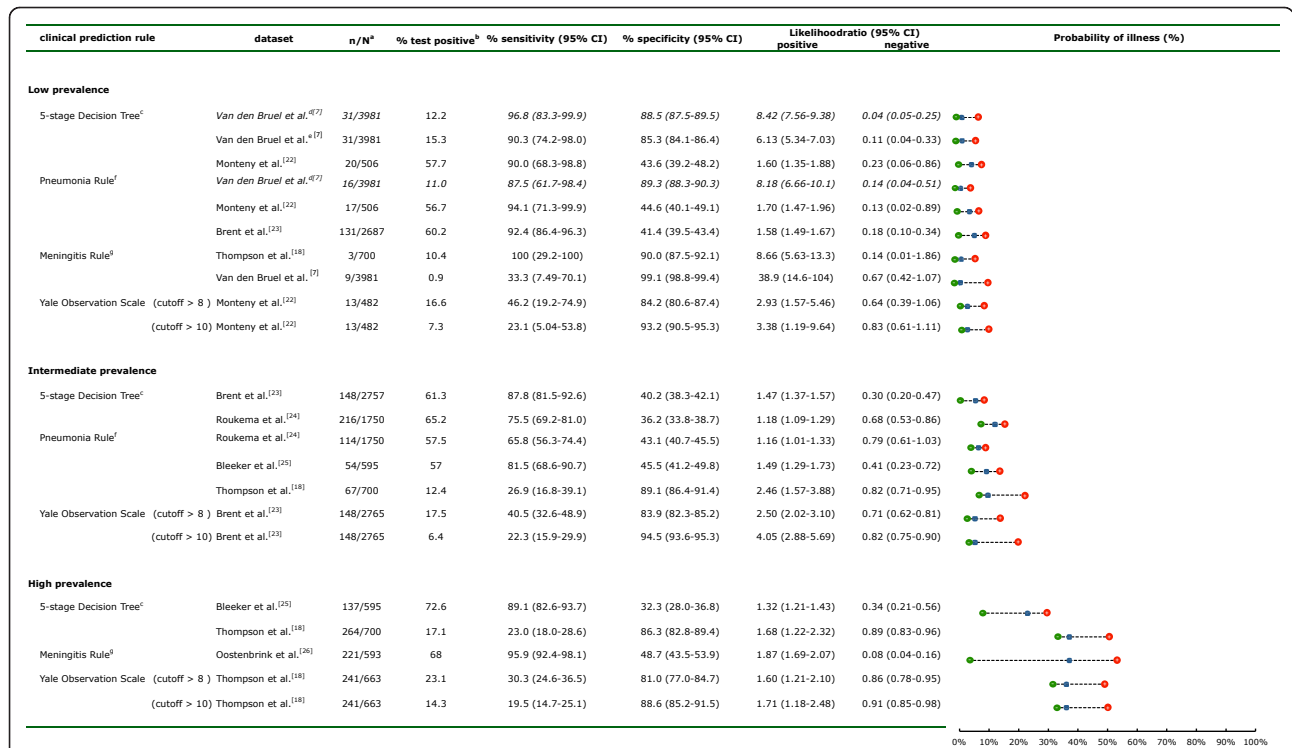 clinical prediction rule dataset n/Nᵃ % test positiveᵇ % sensitivity (95% CI) % specificity (95% CI) Likelihoodratio (95% CI) Probability of illness (%)
positive negative
Low prevalence
5-stage Decision Treeᶜ Van den Bruel et al.ᵈ[7] 31/3981 12.2 96.8 (83.3-99.9) 88.5 (87.5-89.5) 8.42 (7.56-9.38) 0.04 (0.05-0.25)
Van den Bruel et al.ᵉ [7] 31/3981 15.3 90.3 (74.2-98.0) 85.3 (84.1-86.4) 6.13 (5.34-7.03) 0.11 (0.04-0.33)
Monteny et al.[22] 20/506 57.7 90.0 (68.3-98.8) 43.6 (39.2-48.2) 1.60 (1.35-1.88) 0.23 (0.06-0.86)
Pneumonia Ruleᶠ Van den Bruel et al.ᵈ[7] 16/3981 11.0 87.5 (61.7-98.4) 89.3 (88.3-90.3) 8.18 (6.66-10.1) 0.14 (0.04-0.51)
Monteny et al.[22] 17/506 56.7 94.1 (71.3-99.9) 44.6 (40.1-49.1) 1.70 (1.47-1.96) 0.13 (0.02-0.89)
Brent et al.[23] 131/2687 60.2 92.4 (86.4-96.3) 41.4 (39.5-43.4) 1.58 (1.49-1.67) 0.18 (0.10-0.34)
Meningitis Ruleᵍ Thompson et al.[18] 3/700 10.4 100 (29.2-100) 90.0 (87.5-92.1) 8.66 (5.63-13.3) 0.14 (0.01-1.86)
Van den Bruel et al. [7] 9/3981 0.9 33.3 (7.49-70.1) 99.1 (98.8-99.4) 38.9 (14.6-104) 0.67 (0.42-1.07)
Yale Observation Scale (cutoff > 8 ) Monteny et al.[22] 13/482 16.6 46.2 (19.2-74.9) 84.2 (80.6-87.4) 2.93 (1.57-5.46) 0.64 (0.39-1.06)
(cutoff > 10) Monteny et al.[22] 13/482 7.3 23.1 (5.04-53.8) 93.2 (90.5-95.3) 3.38 (1.19-9.64) 0.83 (0.61-1.11)
Intermediate prevalence
5-stage Decision Treeᶜ Brent et al.[23] 148/2757 61.3 87.8 (81.5-92.6) 40.2 (38.3-42.1) 1.47 (1.37-1.57) 0.30 (0.20-0.47)
Roukema et al.[24] 216/1750 65.2 75.5 (69.2-81.0) 36.2 (33.8-38.7) 1.18 (1.09-1.29) 0.68 (0.53-0.86)
Pneumonia Ruleᶠ Roukema et al.[24] 114/1750 57.5 65.8 (56.3-74.4) 43.1 (40.7-45.5) 1.16 (1.01-1.33) 0.79 (0.61-1.03)
Bleeker et al.[25] 54/595 57 81.5 (68.6-90.7) 45.5 (41.2-49.8) 1.49 (1.29-1.73) 0.41 (0.23-0.72)
Thompson et al.[18] 67/700 12.4 26.9 (16.8-39.1) 89.1 (86.4-91.4) 2.46 (1.57-3.88) 0.82 (0.71-0.95)
Yale Observation Scale (cutoff > 8 ) Brent et al.[23] 148/2765 17.5 40.5 (32.6-48.9) 83.9 (82.3-85.2) 2.50 (2.02-3.10) 0.71 (0.62-0.81)
(cutoff > 10) Brent et al.[23] 148/2765 6.4 22.3 (15.9-29.9) 94.5 (93.6-95.3) 4.05 (2.88-5.69) 0.82 (0.75-0.90)
High prevalence
5-stage Decision Treeᶜ Bleeker et al.[25] 137/595 72.6 89.1 (82.6-93.7) 32.3 (28.0-36.8) 1.32 (1.21-1.43) 0.34 (0.21-0.56)
Thompson et al.[18] 264/700 17.1 23.0 (18.0-28.6) 86.3 (82.8-89.4) 1.68 (1.22-2.32) 0.89 (0.83-0.96)
Meningitis Ruleᵍ Oostenbrink et al.[26] 221/593 68 95.9 (92.4-98.1) 48.7 (43.5-53.9) 1.87 (1.69-2.07) 0.08 (0.04-0.16)
Yale Observation Scale (cutoff > 8 ) Thompson et al.[18] 241/663 23.1 30.3 (24.6-36.5) 81.0 (77.0-84.7) 1.60 (1.21-2.10) 0.86 (0.78-0.95)
(cutoff > 10) Thompson et al.[18] 241/663 14.3 19.5 (14.7-25.1) 88.6 (85.2-91.5) 1.71 (1.18-2.48) 0.91 (0.85-0.98)
0% 10% 20% 30% 40% 50% 60% 70% 80% 90% 100%